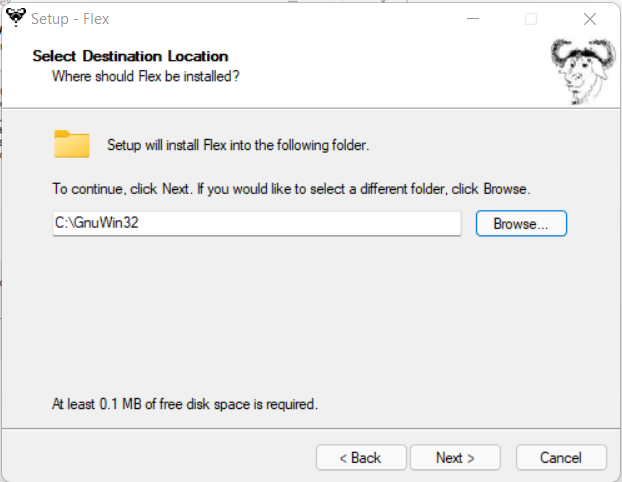 Setup - Flex
Select Destination Location
Where should Flex be installed?
Setup will install Flex into the following folder.
To continue, click Next. If you would like to select a different folder, click Browse.
C:\GnuWin32
Browse...
At least 0.1 MB of free disk space is required.
< Back
Next >
Cancel